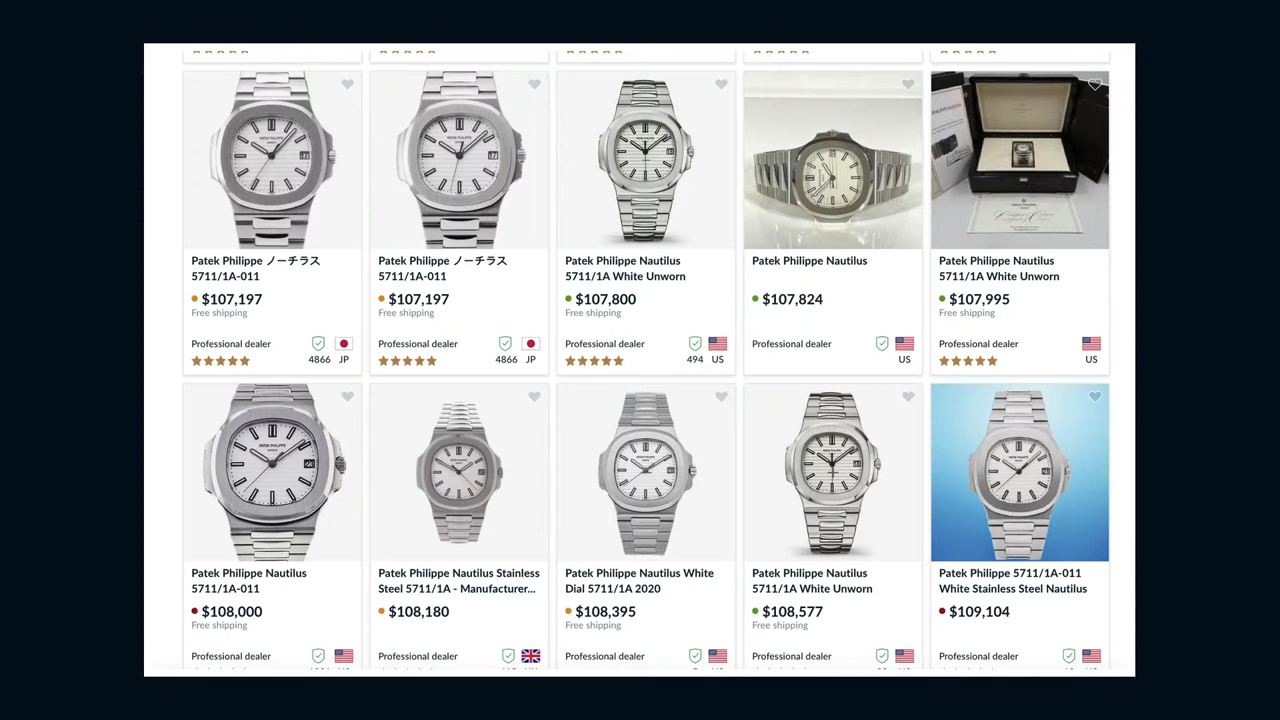 Patek Philippe ノーチラス
5711/1A-011
$107,197
Free shipping
Professional dealer
4866 JP
Patek Philippe ノーチラス
5711/1A-011
$107,197
Free shipping
Professional dealer
4866 JP
Patek Philippe Nautilus
5711/1A White Unworn
$107,800
Free shipping
Professional dealer
494 US
Patek Philippe Nautilus
$107,824
Professional dealer
US
Patek Philippe Nautilus
5711/1A White Unworn
$107,995
Free shipping
Professional dealer
US
Patek Philippe Nautilus
5711/1A-011
$108,000
Free shipping
Professional dealer
Patek Philippe Nautilus Stainless
Steel 5711/1A - Manufacturer...
$108,180
Professional dealer
Patek Philippe Nautilus White
Dial 5711/1A 2020
$108,395
Free shipping
Professional dealer
Patek Philippe Nautilus
5711/1A White Unworn
$108,577
Free shipping
Professional dealer
Patek Philippe 5711/1A-011
White Stainless Steel Nautilus
$109,104
Professional dealer